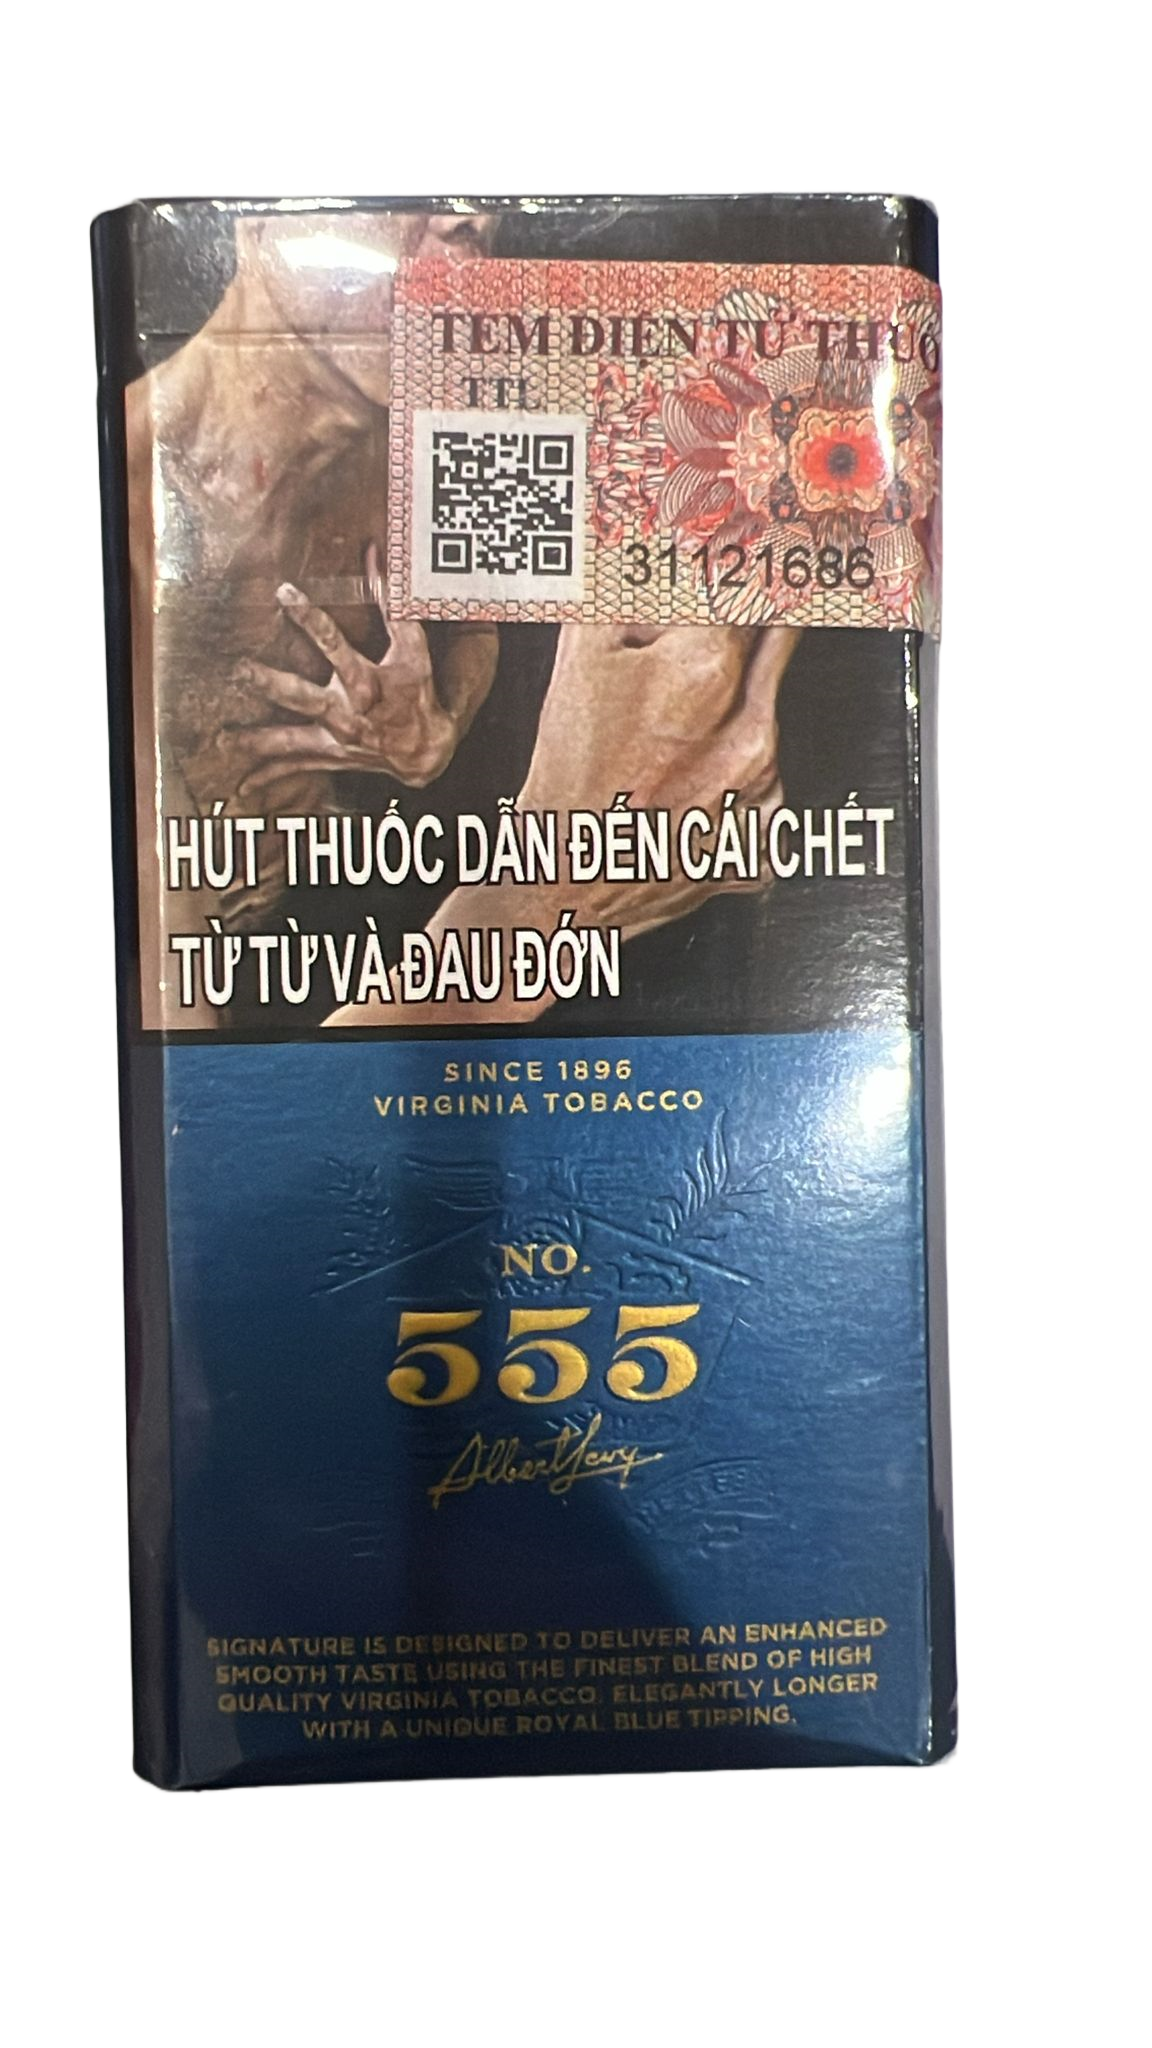 TEM ĐIỆN TỬ THUỐ
TTL
31121686
HÚT THUỐC DẪN ĐẾN CÁI CHẾT
TỪ TỪ VÀ ĐAU ĐỚN
SINCE 1896
VIRGINIA TOBACCO
NO.
555
Albert Levy
SIGNATURE IS DESIGNED TO DELIVER AN ENHANCED
SMOOTH TASTE USING THE FINEST BLEND OF HIGH
QUALITY VIRGINIA TOBACCO. ELEGANTLY LONGER
WITH A UNIQUE ROYAL BLUE TIPPING.